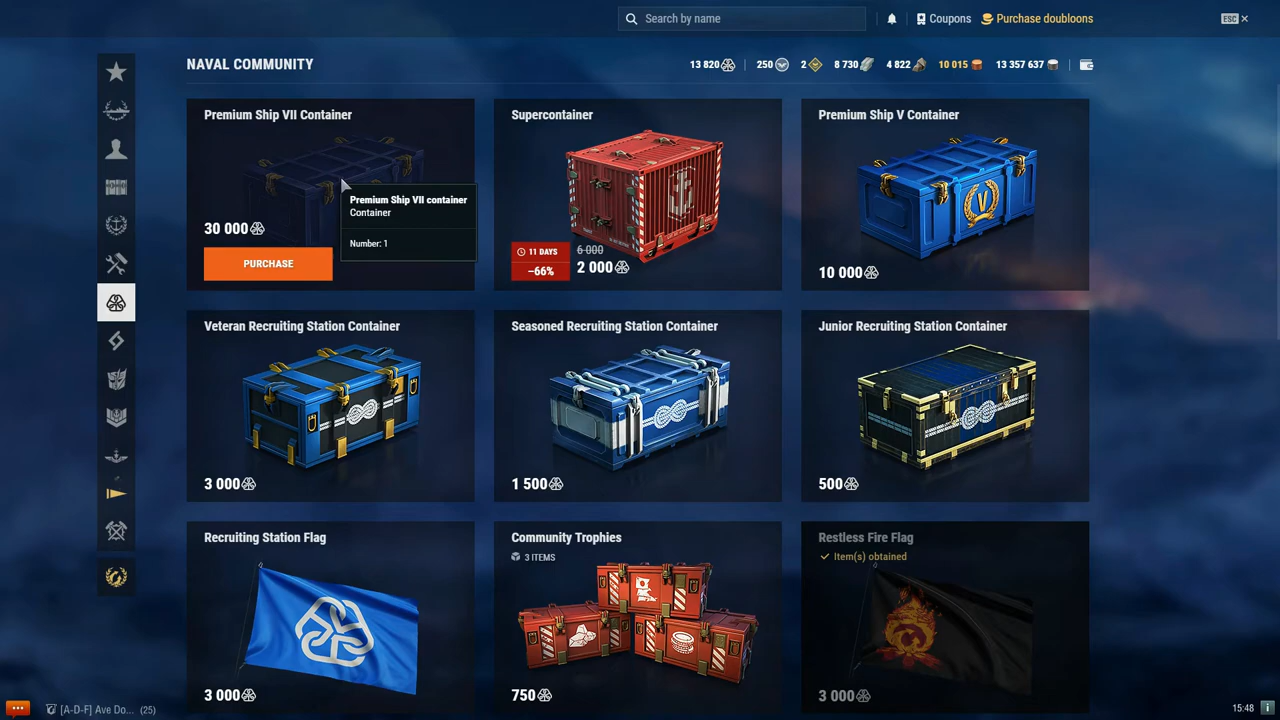 Search by name
Coupons
Purchase doubloons
ESC
NAVAL COMMUNITY
13 820
250
2
8 730
4 822
10 015
13 357 637
Premium Ship VII Container
30 000
PURCHASE
Premium Ship VII container
Container
Number: 1
Supercontainer
11 DAYS
–66%
6 000
2 000
Premium Ship V Container
V
10 000
Veteran Recruiting Station Container
3 000
Seasoned Recruiting Station Container
1 500
Junior Recruiting Station Container
500
Recruiting Station Flag
3 000
Community Trophies
3 ITEMS
750
Restless Fire Flag
Item(s) obtained
3 000
[A-D-F] Ave Do... (25)
15:48